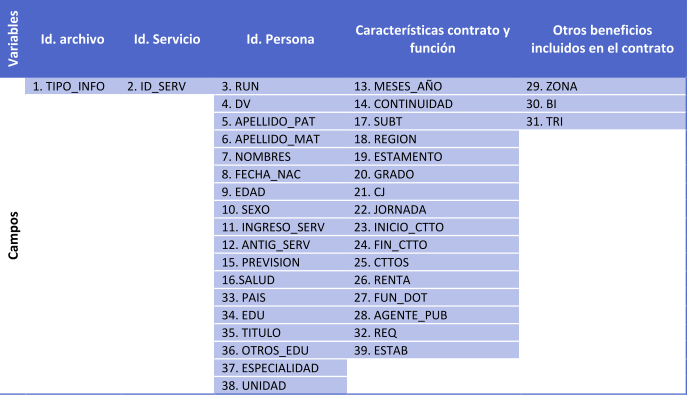 Variables
Id. archivo
Id. Servicio
Id. Persona
Características contrato y
función
Otros beneficios
incluidos en el contrato
Campos
1. TIPO_INFO
2. ID_SERV
3. RUN
13. MESES_AÑO
29. ZONA
4. DV
14. CONTINUIDAD
30. BI
5. APELLIDO_PAT
17. SUBT
31. TRI
6. APELLIDO_MAT
18. REGION
7. NOMBRES
19. ESTAMENTO
8. FECHA_NAC
20. GRADO
9. EDAD
21. CJ
10. SEXO
22. JORNADA
11. INGRESO_SERV
23. INICIO_CTTO
12. ANTIG_SERV
24. FIN_CTTO
15. PREVISION
25. CTTOS
16.SALUD
26. RENTA
33. PAIS
27. FUN_DOT
34. EDU
28. AGENTE_PUB
35. TITULO
32. REQ
36. OTROS_EDU
39. ESTAB
37. ESPECIALIDAD
38. UNIDAD